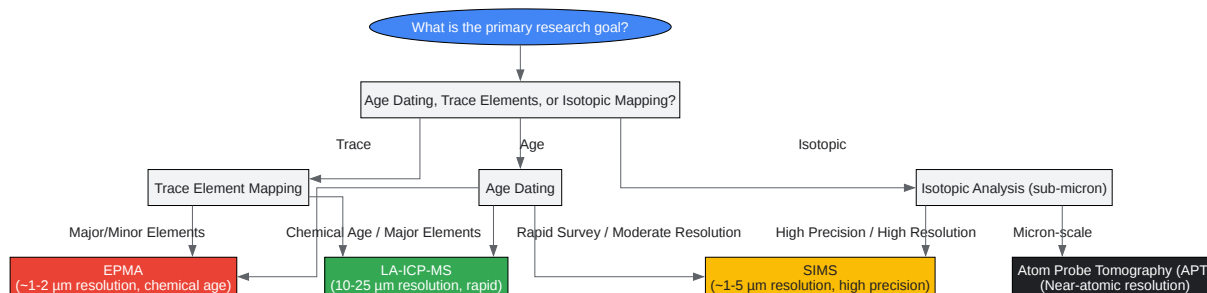 What is the primary research goal?
Age Dating, Trace Elements, or Isotopic Mapping?
Trace
Age
Isotopic
Trace Element Mapping
Age Dating
Isotopic Analysis (sub-micron)
Major/Minor Elements
Chemical Age / Major Elements
Rapid Survey / Moderate Resolution
High Precision / High Resolution
Micron-scale
EPMA
(~1-2 µm resolution, chemical age)
LA-ICP-MS
(10-25 µm resolution, rapid)
SIMS
(~1-5 µm resolution, high precision)
Atom Probe Tomography (APT
(Near-atomic resolution)